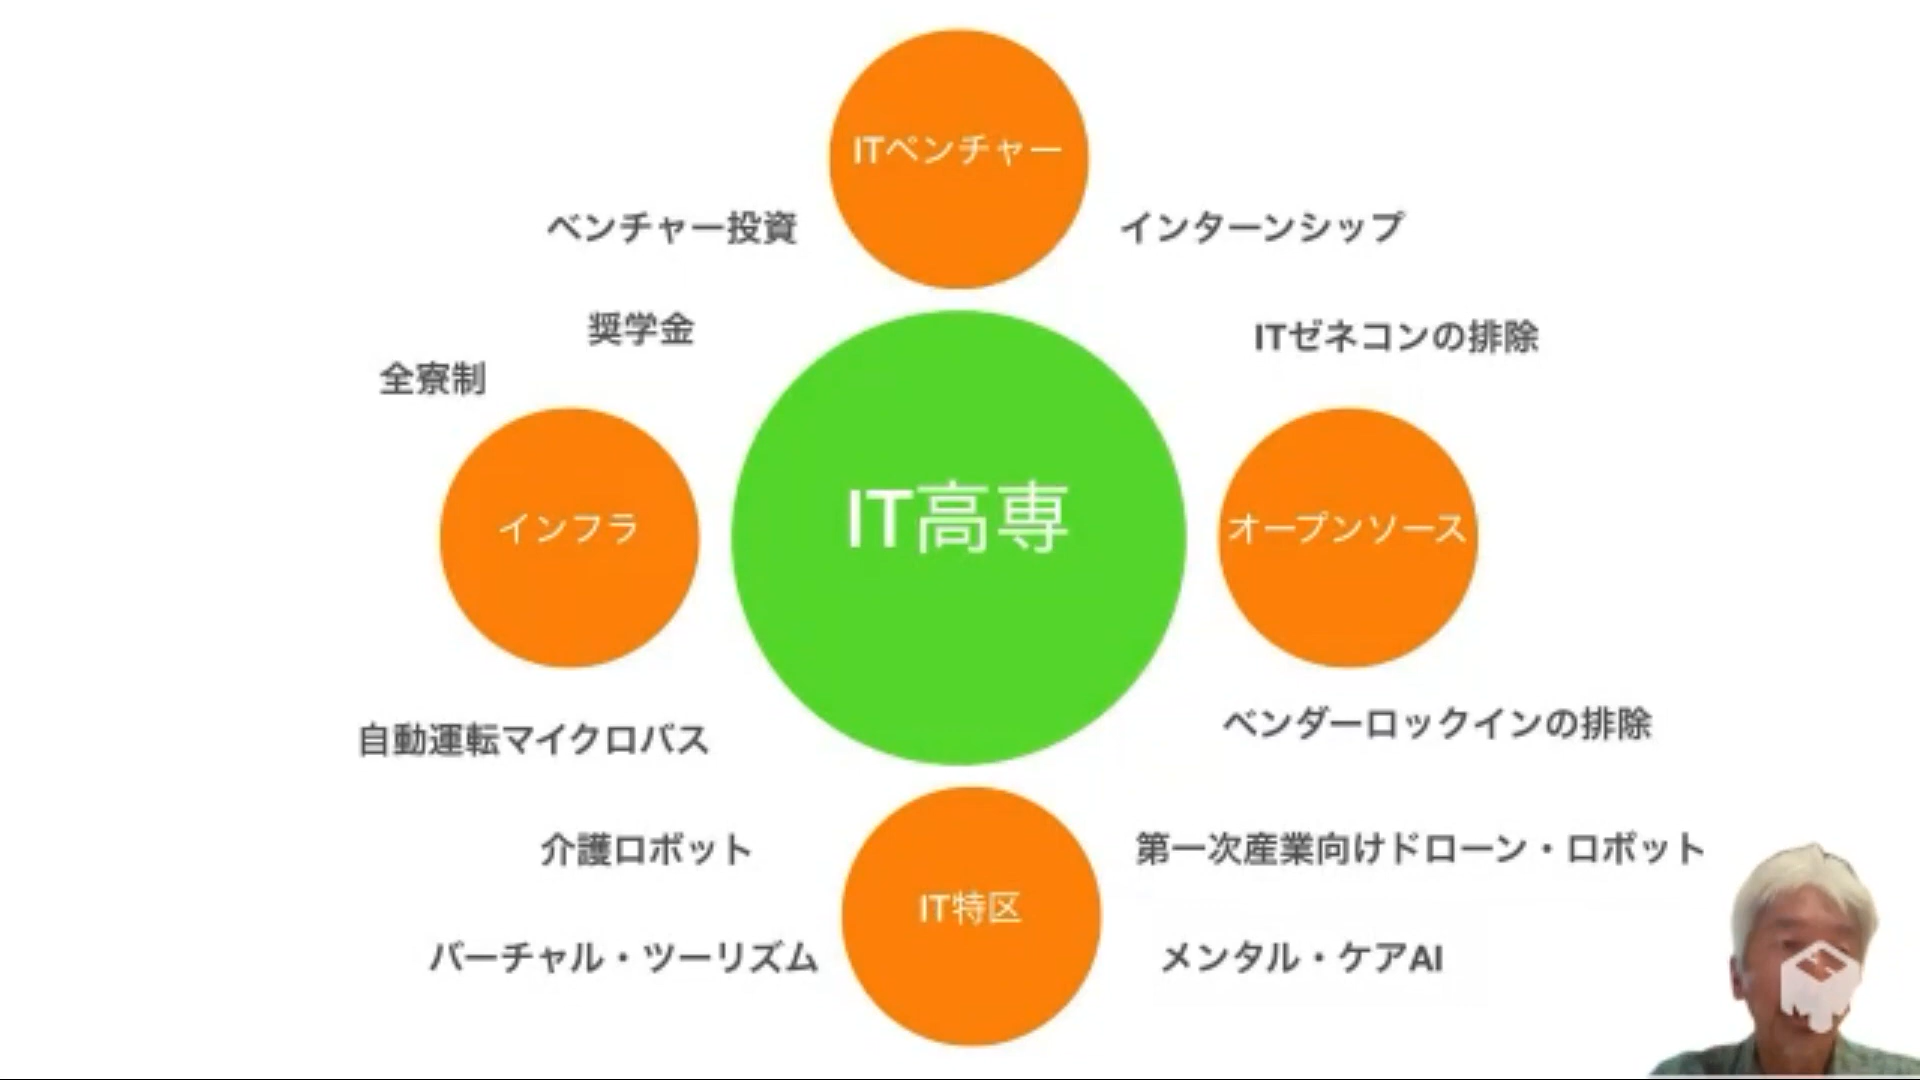 ITペンチャー
ベンチャー投資
インターンシップ
奨学金
ITゼネコンの排除
全寮制
インフラ
IT高専
オープンソース
自動運転マイクロバス
ベンダーロックインの排除
介護ロボット
第一次産業向けドローン・ロボット
IT特区
バーチャル・ツーリズム
メンタル・ケアAI